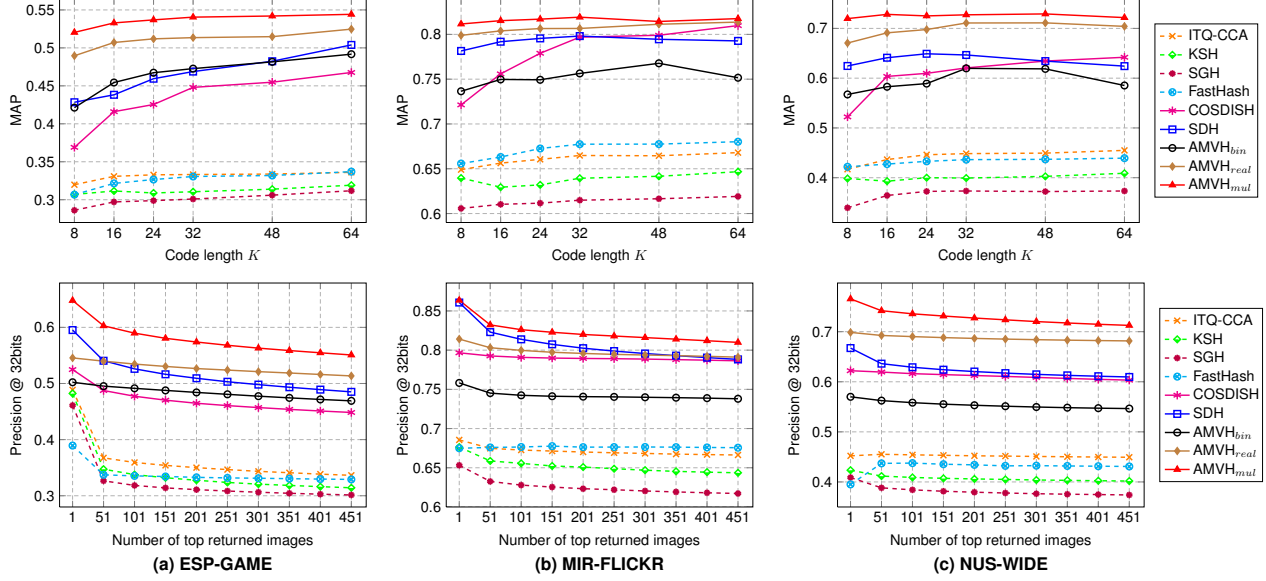 0.55
0.5
0.45
0.4
0.35
0.3
MAP
8 16 24 32 48 64
Code length K
0.8
0.75
0.7
0.65
0.6
MAP
8 16 24 32 48 64
Code length K
0.7
0.6
0.5
0.4
MAP
8 16 24 32 48 64
Code length K
ITQ-CCA
KSH
SGH
FastHash
COSDISH
SDH
AMVHbin
AMVHreal
AMVHmul
0.6
0.5
0.4
0.3
Precision @ 32bits
1 51 101 151 201 251 301 351 401 451
Number of top returned images
(a) ESP-GAME
0.85
0.8
0.75
0.7
0.65
0.6
Precision @ 32bits
1 51 101 151 201 251 301 351 401 451
Number of top returned images
(b) MIR-FLICKR
0.7
0.6
0.5
0.4
Precision @ 32bits
1 51 101 151 201 251 301 351 401 451
Number of top returned images
(c) NUS-WIDE
ITQ-CCA
KSH
SGH
FastHash
COSDISH
SDH
AMVHbin
AMVHreal
AMVHmul